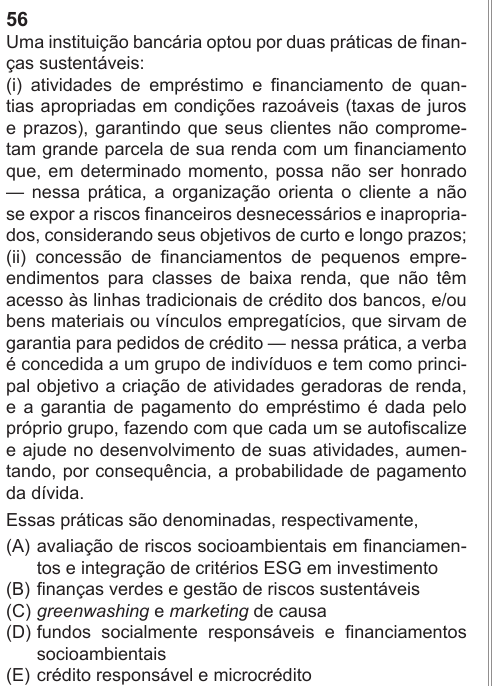 56
Uma instituição bancária optou por duas práticas de finan-
ças sustentáveis:
(i) atividades de empréstimo e financiamento de quan-
tias apropriadas em condições razoáveis (taxas de juros
e prazos), garantindo que seus clientes não comprome-
tam grande parcela de sua renda com um financiamento
que, em determinado momento, possa não ser honrado
— nessa prática, a organização orienta o cliente a não
se expor a riscos financeiros desnecessários e inapropria-
dos, considerando seus objetivos de curto e longo prazos;
(ii) concessão de financiamentos de pequenos empre-
endimentos para classes de baixa renda, que não têm
acesso às linhas tradicionais de crédito dos bancos, e/ou
bens materiais ou vínculos empregatícios, que sirvam de
garantia para pedidos de crédito — nessa prática, a verba
é concedida a um grupo de indivíduos e tem como princi-
pal objetivo a criação de atividades geradoras de renda,
e a garantia de pagamento do empréstimo é dada pelo
próprio grupo, fazendo com que cada um se autofiscalize
e ajude no desenvolvimento de suas atividades, aumen-
tando, por consequência, a probabilidade de pagamento
da dívida.
Essas práticas são denominadas, respectivamente,
(A) avaliação de riscos socioambientais em financiamen-
tos e integração de critérios ESG em investimento
(B) finanças verdes e gestão de riscos sustentáveis
(C) greenwashing e marketing de causa
(D) fundos socialmente responsáveis e financiamentos
socioambientais
(E) crédito responsável e microcrédito